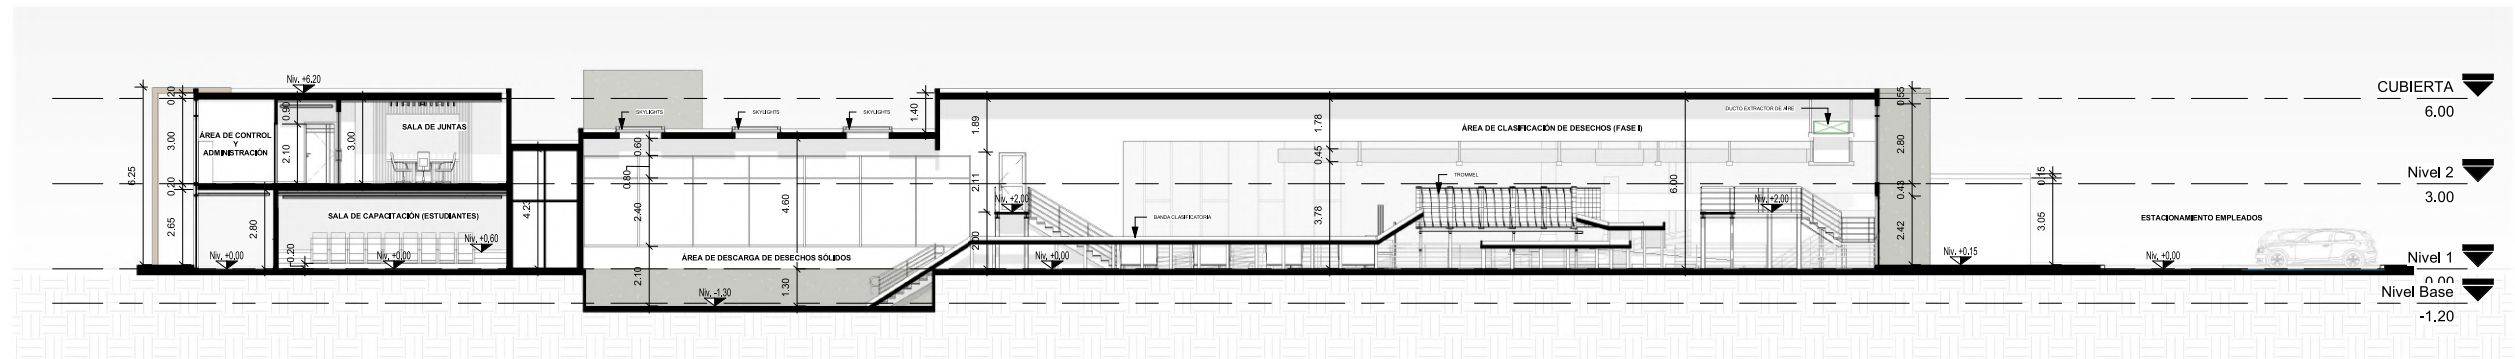 Niv. +6.20
0.20
0.90
3.00
ÁREA DE CONTROL
Y
ADMINISTRACIÓN
2.10
3.00
SALA DE JUNTAS
6.25
0.20
2.65
2.80
SALA DE CAPACITACIÓN (ESTUDIANTES)
Niv. +0,60
0.20
Niv. +0,00
Niv. +0,00
SKYLIGHTS
SKYLIGHTS
SKYLIGHTS
1.40
0.60
0.80
2.40
4.60
2.10
1.30
ÁREA DE DESCARGA DE DESECHOS SÓLIDOS
Niv. -1,30
1.89
2.11
2.00
Niv. +2,00
Niv. +0,00
BANDA CLASIFICATORIA
1.78
0.45
3.78
TROMMEL
ÁREA DE CLASIFICACIÓN DE DESECHOS (FASE I)
DUCTO EXTRACTOR DE AÍRE
6.00
Niv. +2,00
0.55
2.80
0.43
2.42
Niv. +0.15
0.15
3.05
ESTACIONAMIENTO EMPLEADOS
Niv. +0,00
CUBIERTA
6.00
Nivel 2
3.00
Nivel 1
0.00
Nivel Base
-1.20